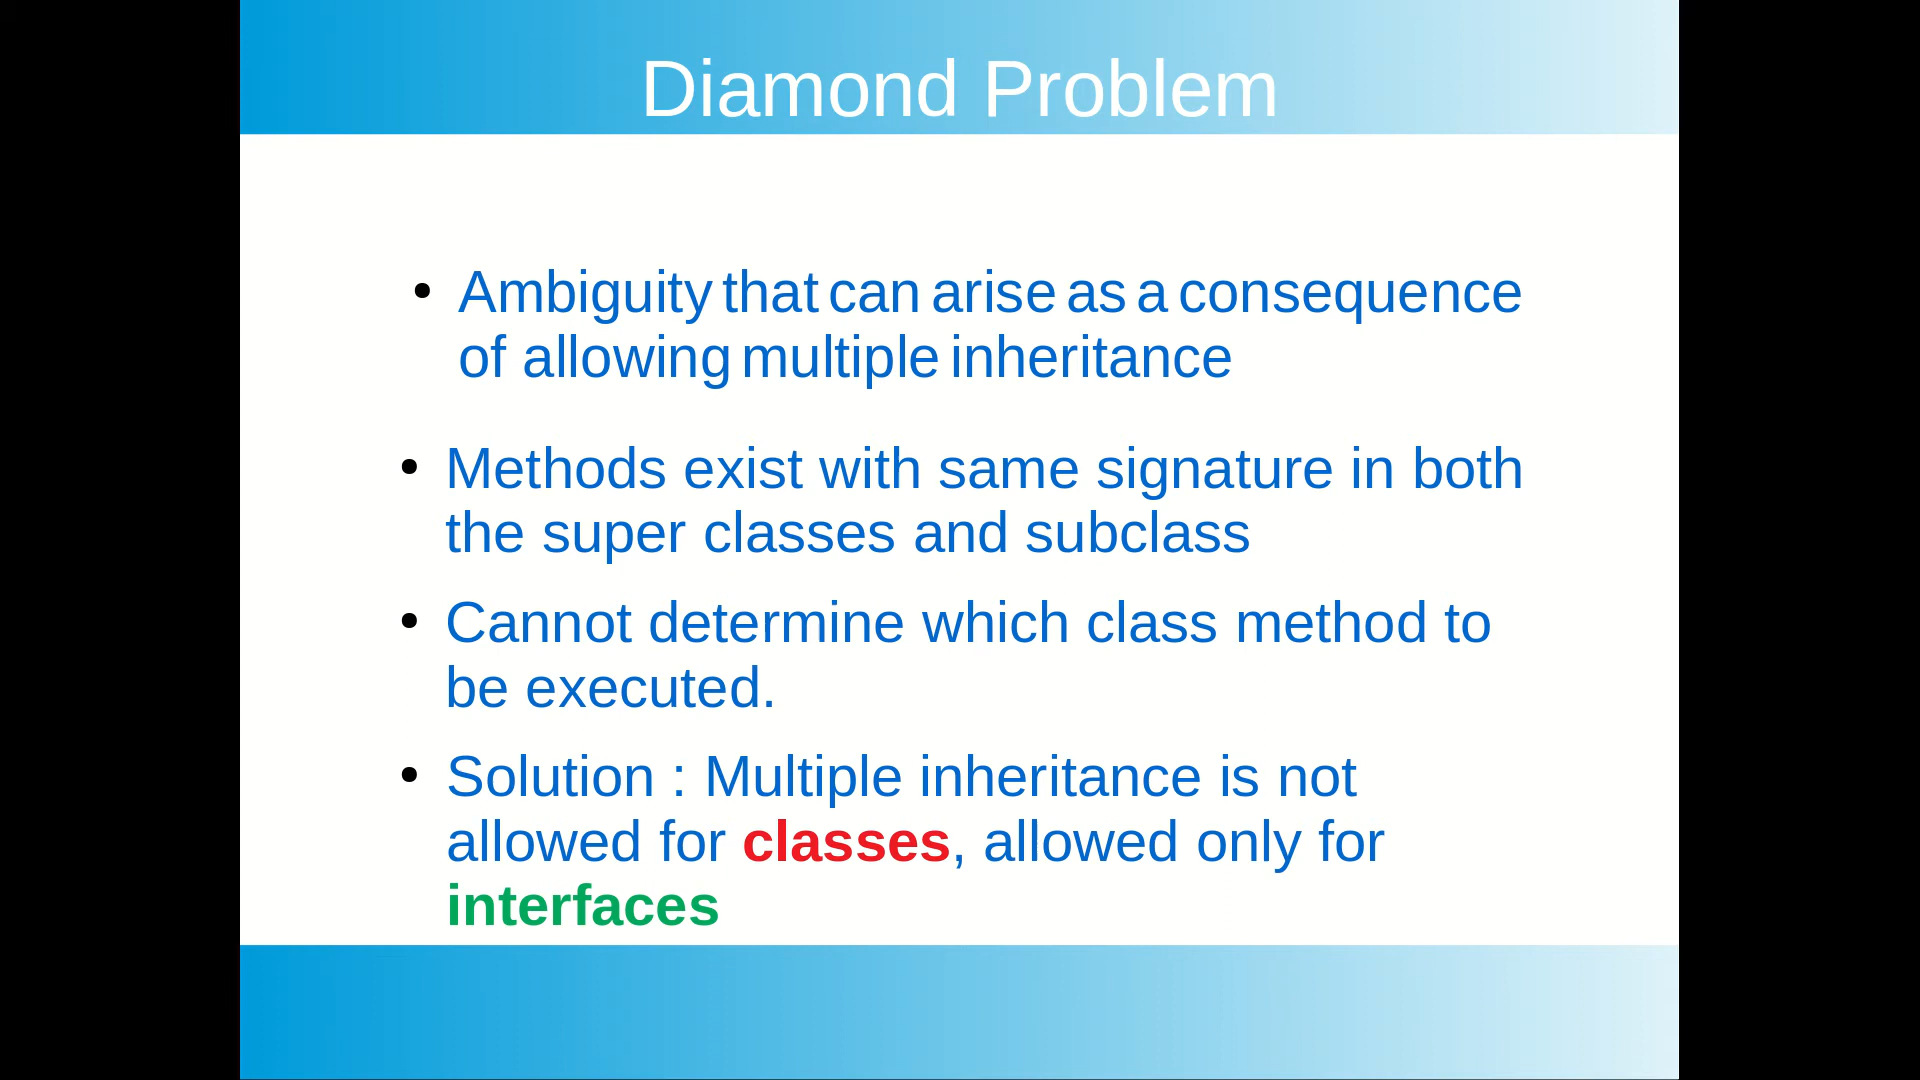 Diamond Problem
• Ambiguity that can arise as a consequence
of allowing multiple inheritance
• Methods exist with same signature in both
the super classes and subclass
• Cannot determine which class method to
be executed.
• Solution : Multiple inheritance is not
allowed for classes, allowed only for
interfaces